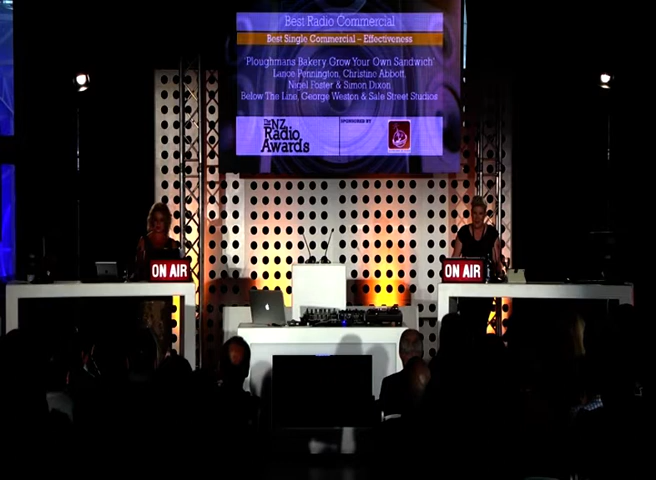 Best Radio Commercial
Best Single Commercial – Effectiveness
'Ploughmans Bakery Grow Your Own Sandwich'
Lance Pennington, Christine Abbott,
Nigel Foster & Simon Dixon
Below The Line, George Weston & Sale Street Studios
The NZ
Radio
Awards
SPONSORED BY
ON AIR
ON AIR